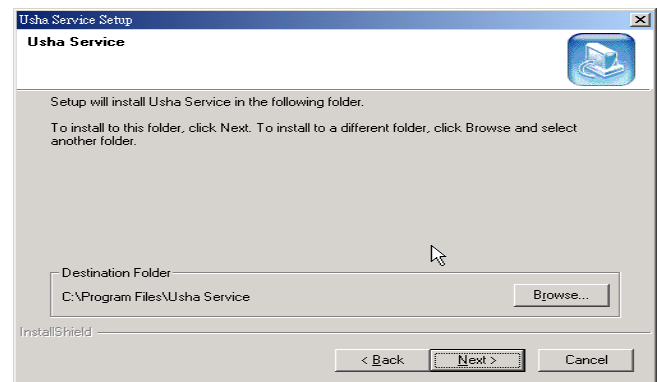 Usha Service Setup
Usha Service
Setup will install Usha Service in the following folder.
To install to this folder, click Next. To install to a different folder, click Browse and select
another folder.
Destination Folder
C:\Program Files\Usha Service
Browse...
InstallShield
< Back
Next >
Cancel